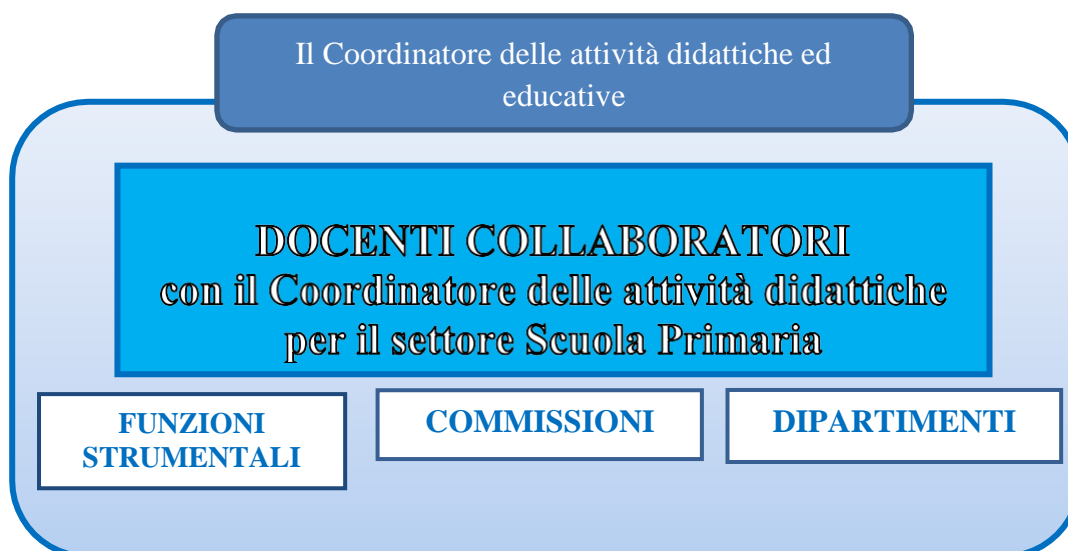 Il Coordinatore delle attività didattiche ed
educative
DOCENTI COLLABORATORI
con il Coordinatore delle attività didattiche
per il settore Scuola Primaria
FUNZIONI
STRUMENTALI
COMMISSIONI
DIPARTIMENTI